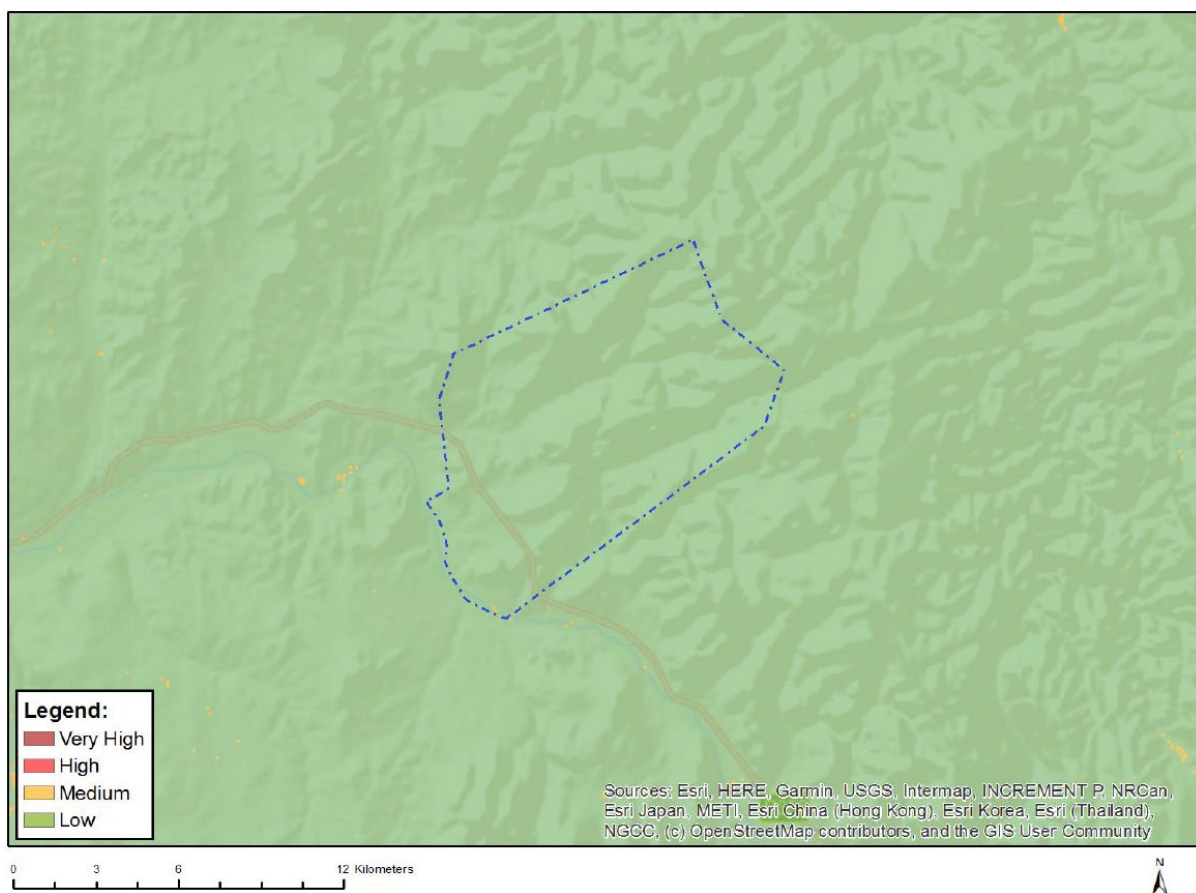 Legend:
Very High
High
Medium
Low
Sources: Esri, HERE, Garmin, USGS, Intermap, INCREMENT P, NRCan,
Esri Japan, METI, Esri China (Hong Kong), Esri Korea, Esri (Thailand),
NGCC, (c) OpenStreetMap contributors, and the GIS User Community
0 3 6 12 Kilometers
N